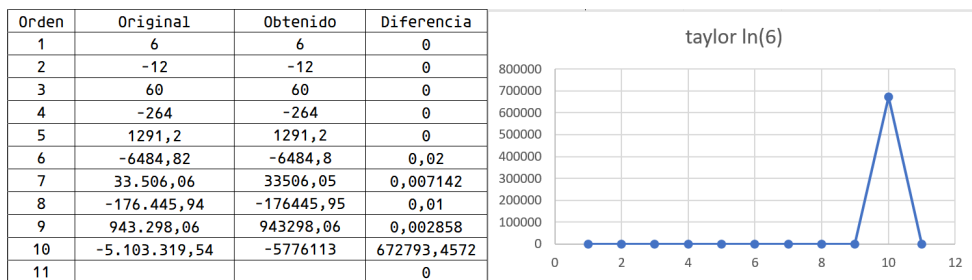 Orden Original Obtenido Diferencia
1 6 6 0
2 -12 -12 0
3 60 60 0
4 -264 -264 0
5 1291,2 1291,2 0
6 -6484,82 -6484,8 0,02
7 33.506,06 33506,05 0,007142
8 -176.445,94 -176445,95 0,01
9 943.298,06 943298,06 0,002858
10 -5.103.319,54 -5776113 672793,4572
11 0
taylor ln(6)
800000
700000
600000
500000
400000
300000
200000
100000
0
0 2 4 6 8 10 12